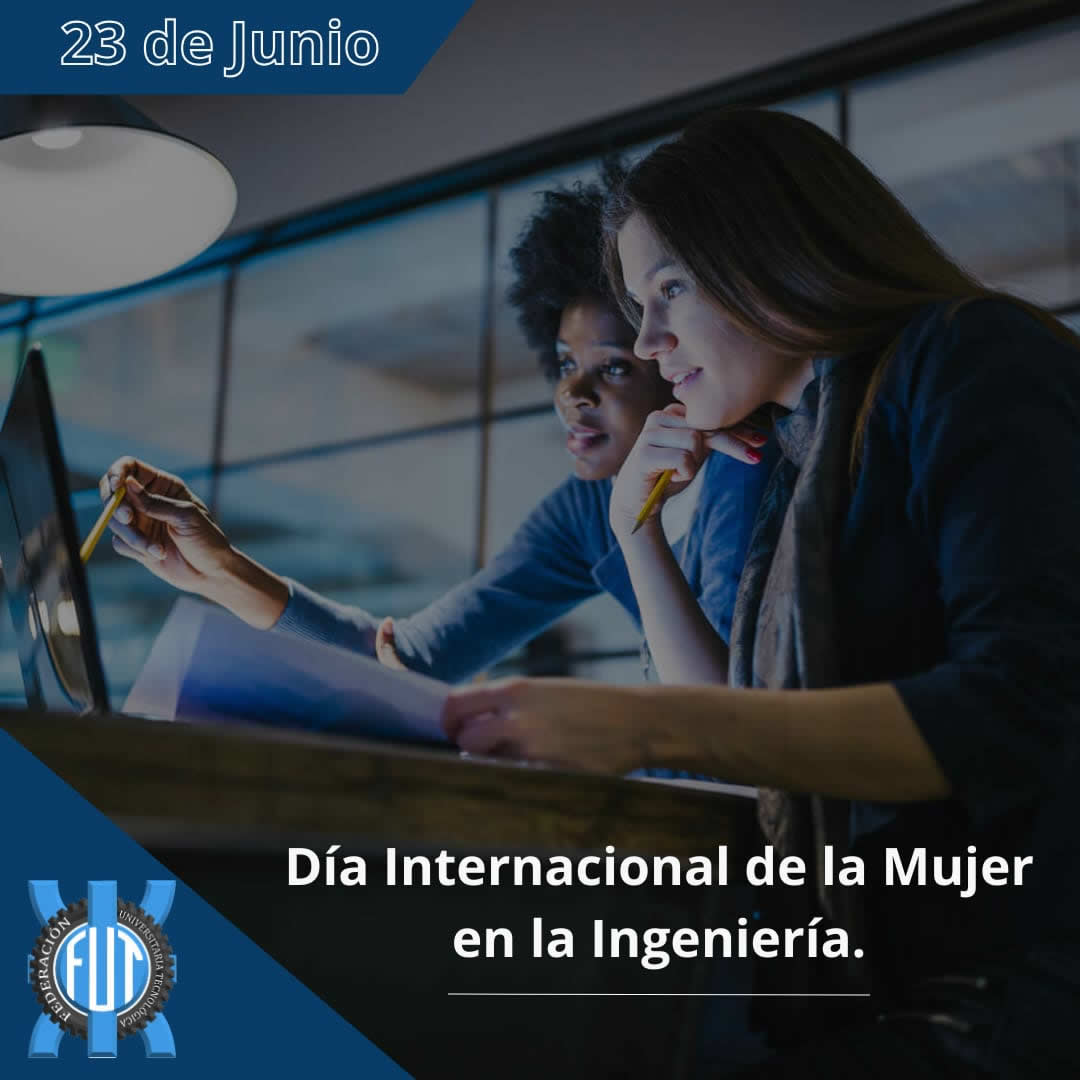 23 de Junio
Día Internacional de la Mujer
en la Ingeniería.
FEDERACIÓN
UNIVERSITARIA TECNOLÓGICA
FUT